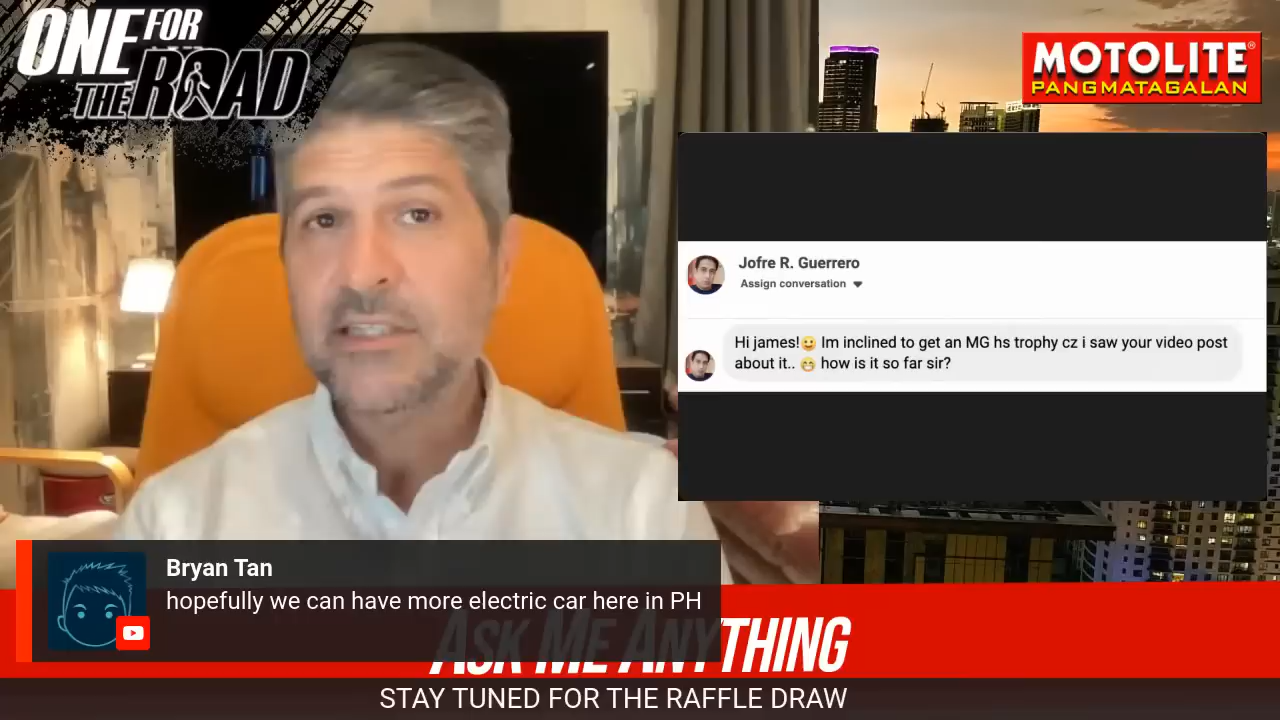 ONE FOR
THE ROAD
MOTOLITE®
PANGMATAGALAN
Jofre R. Guerrero
Assign conversation
Hi james!😀 Im inclined to get an MG hs trophy cz i saw your video post
about it.. 😁 how is it so far sir?
Bryan Tan
hopefully we can have more electric car here in PH
ASK ME ANYTHING
STAY TUNED FOR THE RAFFLE DRAW